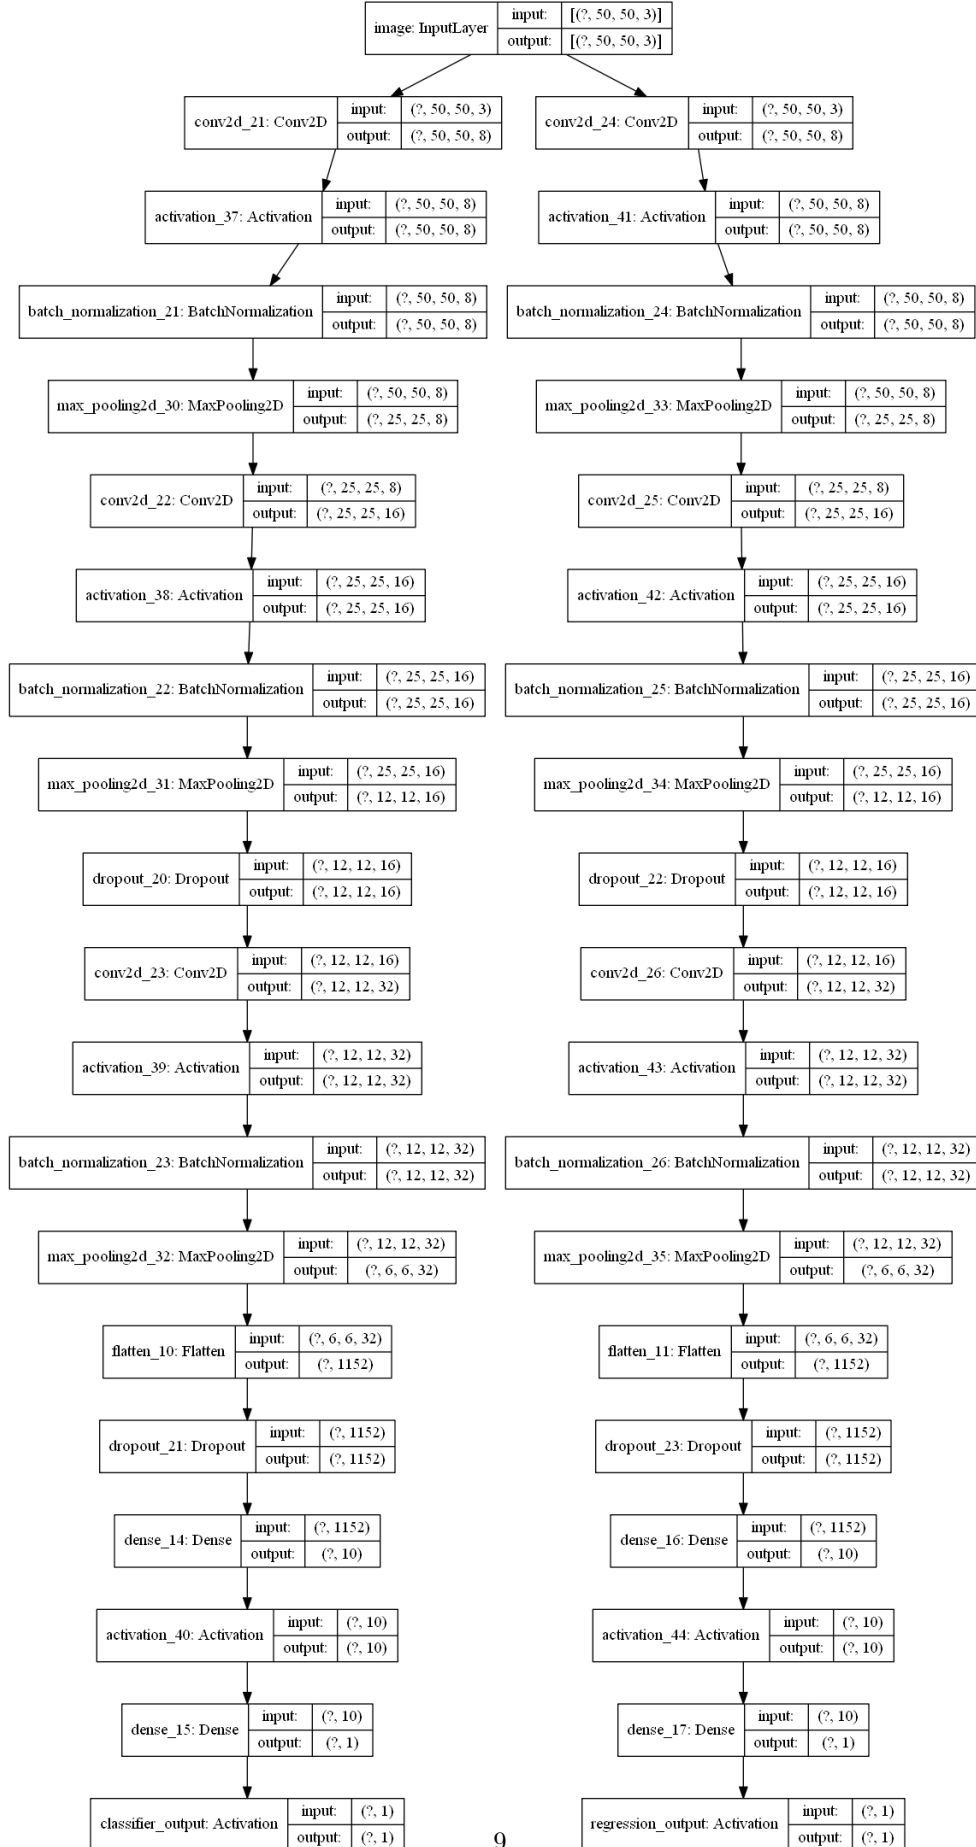 image: InputLayer input: [(?, 50, 50, 3)]
output: [(?, 50, 50, 3)]
conv2d_21: Conv2D input: (?, 50, 50, 3)
output: (?, 50, 50, 8)
conv2d_24: Conv2D input: (?, 50, 50, 3)
output: (?, 50, 50, 8)
activation_37: Activation input: (?, 50, 50, 8)
output: (?, 50, 50, 8)
activation_41: Activation input: (?, 50, 50, 8)
output: (?, 50, 50, 8)
batch_normalization_21: BatchNormalization input: (?, 50, 50, 8)
output: (?, 50, 50, 8)
batch_normalization_24: BatchNormalization input: (?, 50, 50, 8)
output: (?, 50, 50, 8)
max_pooling2d_30: MaxPooling2D input: (?, 50, 50, 8)
output: (?, 25, 25, 8)
max_pooling2d_33: MaxPooling2D input: (?, 50, 50, 8)
output: (?, 25, 25, 8)
conv2d_22: Conv2D input: (?, 25, 25, 8)
output: (?, 25, 25, 16)
conv2d_25: Conv2D input: (?, 25, 25, 8)
output: (?, 25, 25, 16)
activation_38: Activation input: (?, 25, 25, 16)
output: (?, 25, 25, 16)
activation_42: Activation input: (?, 25, 25, 16)
output: (?, 25, 25, 16)
batch_normalization_22: BatchNormalization input: (?, 25, 25, 16)
output: (?, 25, 25, 16)
batch_normalization_25: BatchNormalization input: (?, 25, 25, 16)
output: (?, 25, 25, 16)
max_pooling2d_31: MaxPooling2D input: (?, 25, 25, 16)
output: (?, 12, 12, 16)
max_pooling2d_34: MaxPooling2D input: (?, 25, 25, 16)
output: (?, 12, 12, 16)
dropout_20: Dropout input: (?, 12, 12, 16)
output: (?, 12, 12, 16)
dropout_22: Dropout input: (?, 12, 12, 16)
output: (?, 12, 12, 16)
conv2d_23: Conv2D input: (?, 12, 12, 16)
output: (?, 12, 12, 32)
conv2d_26: Conv2D input: (?, 12, 12, 16)
output: (?, 12, 12, 32)
activation_39: Activation input: (?, 12, 12, 32)
output: (?, 12, 12, 32)
activation_43: Activation input: (?, 12, 12, 32)
output: (?, 12, 12, 32)
batch_normalization_23: BatchNormalization input: (?, 12, 12, 32)
output: (?, 12, 12, 32)
batch_normalization_26: BatchNormalization input: (?, 12, 12, 32)
output: (?, 12, 12, 32)
max_pooling2d_32: MaxPooling2D input: (?, 12, 12, 32)
output: (?, 6, 6, 32)
max_pooling2d_35: MaxPooling2D input: (?, 12, 12, 32)
output: (?, 6, 6, 32)
flatten_10: Flatten input: (?, 6, 6, 32)
output: (?, 1152)
flatten_11: Flatten input: (?, 6, 6, 32)
output: (?, 1152)
dropout_21: Dropout input: (?, 1152)
output: (?, 1152)
dropout_23: Dropout input: (?, 1152)
output: (?, 1152)
dense_14: Dense input: (?, 1152)
output: (?, 10)
dense_16: Dense input: (?, 1152)
output: (?, 10)
activation_40: Activation input: (?, 10)
output: (?, 10)
activation_44: Activation input: (?, 10)
output: (?, 10)
dense_15: Dense input: (?, 10)
output: (?, 1)
dense_17: Dense input: (?, 10)
output: (?, 1)
classifier_output: Activation input: (?, 1)
output: (?, 1)
regression_output: Activation input: (?, 1)
output: (?, 1)
9